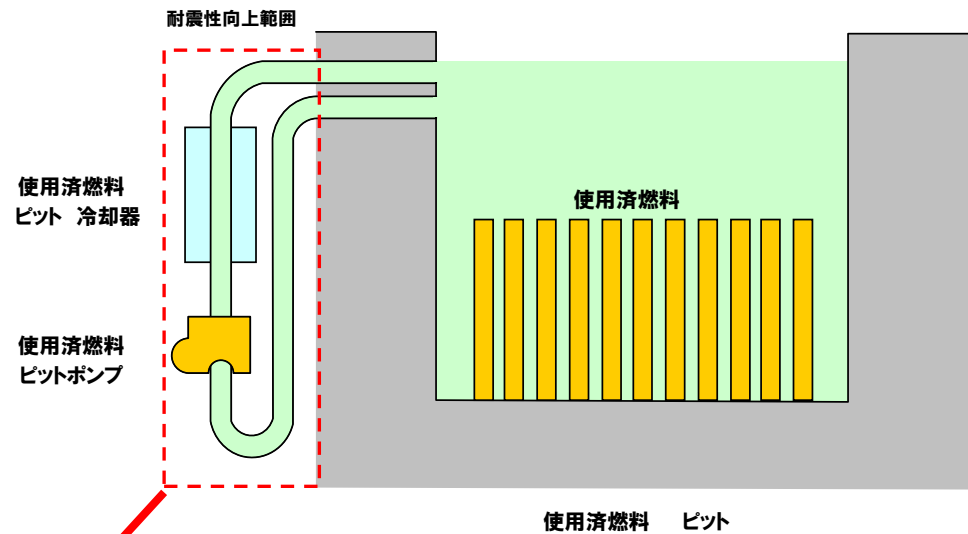 耐震性向上範囲
使用済燃料
ピット 冷却器
使用済燃料
使用済燃料
ピットポンプ
使用済燃料 ピット